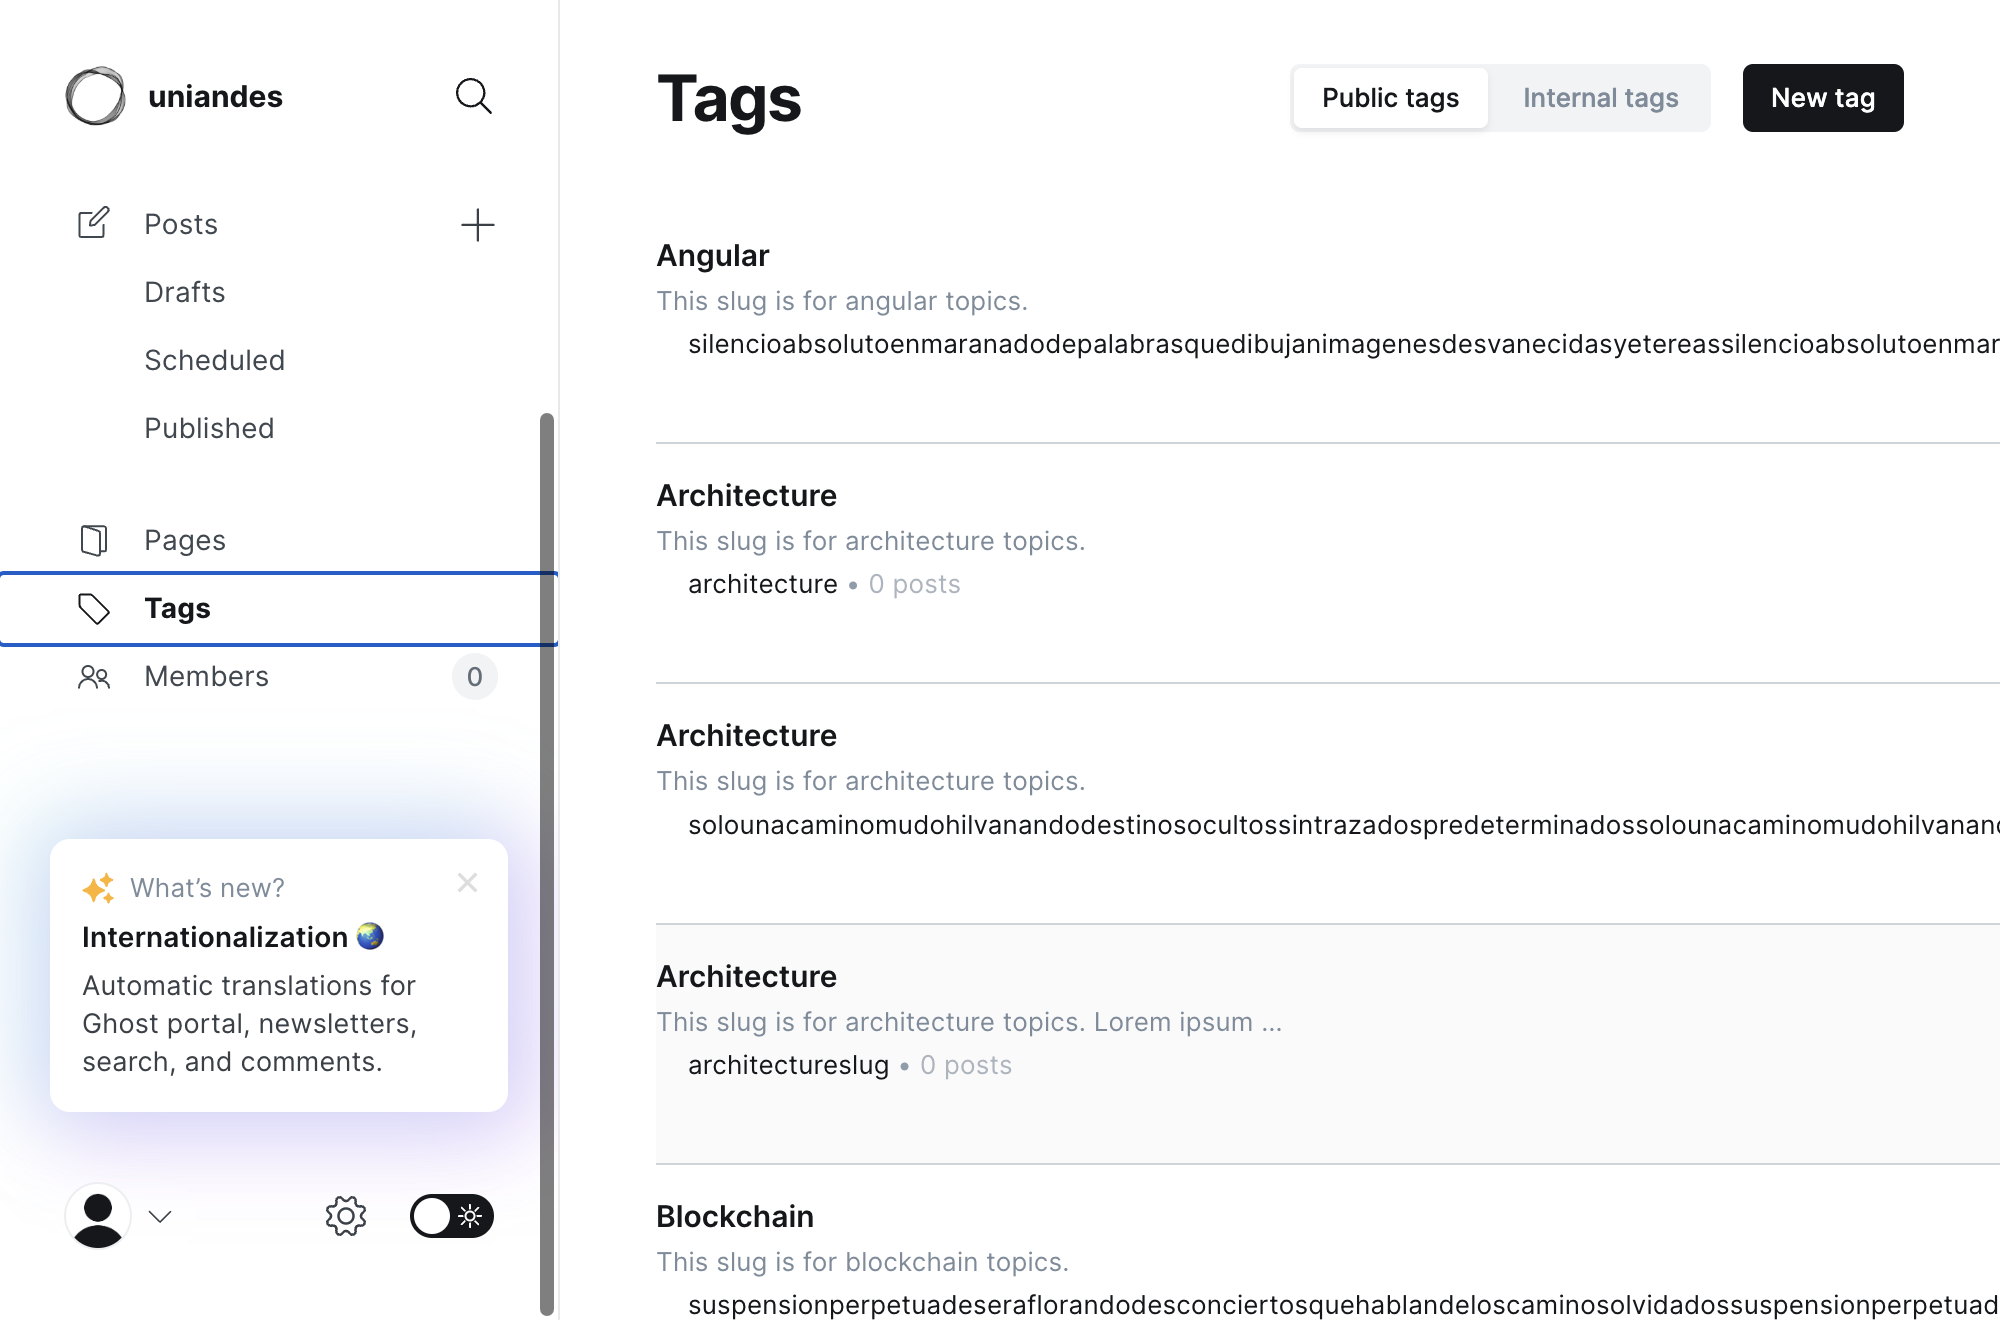 uniandes
Posts
Drafts
Scheduled
Published
Pages
Tags
Members 0
What's new?
Internationalization
Automatic translations for
Ghost portal, newsletters,
search, and comments.
Tags
Public tags
Internal tags
New tag
Angular
This slug is for angular topics.
silencioabsolutoenmaranadodepalabrasquedibujanimagenesdesvanecidasyetereassilencioabsolutoenmar
Architecture
This slug is for architecture topics.
architecture • 0 posts
Architecture
This slug is for architecture topics.
solounacaminomudohilvanandodestinosocultossintrazadospredeterminadossolounacaminomudohilvanand
Architecture
This slug is for architecture topics. Lorem ipsum ...
architectureslug • 0 posts
Blockchain
This slug is for blockchain topics.
suspensionperpetuadeseraflorandodesconciertosquehablandeloscaminosolvidadossuspensionperpetuad